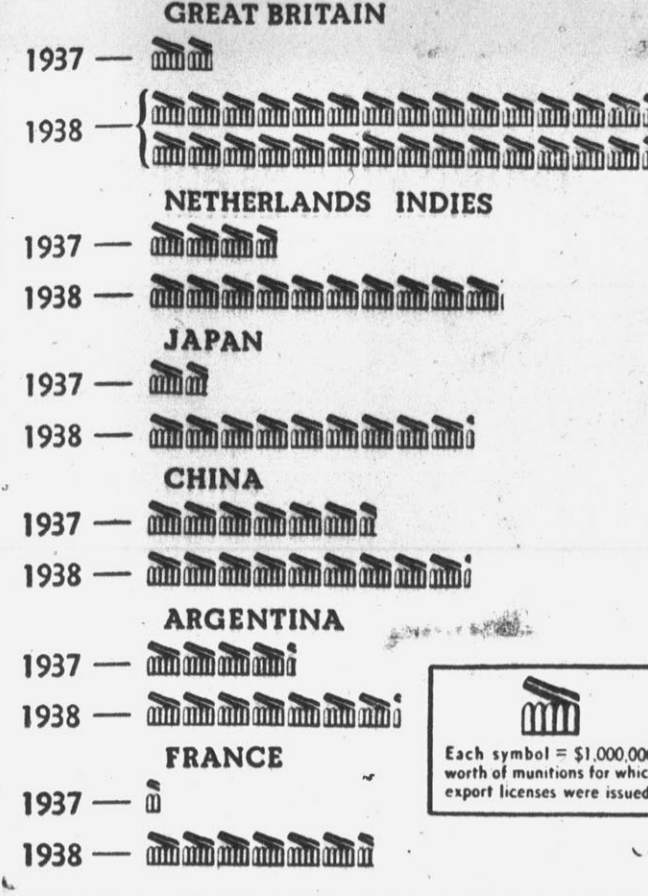 GREAT BRITAIN
1937 —
1938 —
NETHERLANDS INDIES
1937 —
1938 —
JAPAN
1937 —
1938 —
CHINA
1937 —
1938 —
ARGENTINA
1937 —
1938 —
FRANCE
1937 —
1938 —
Each symbol = $1,000,000
worth of munitions for whic
export licenses were issued